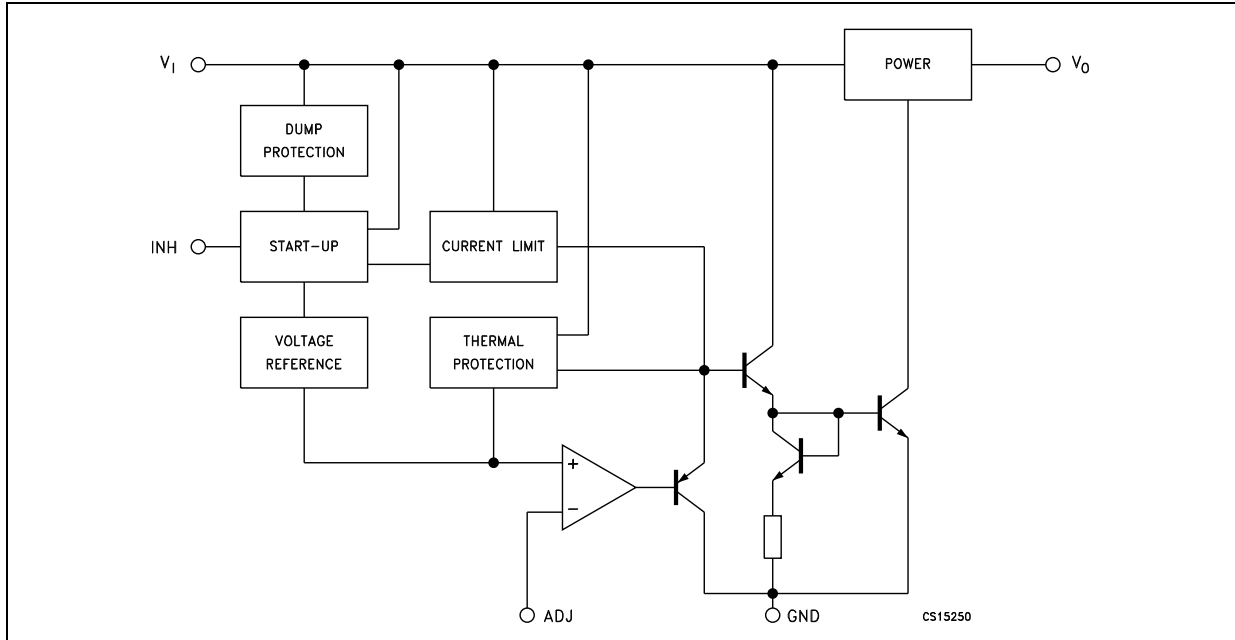 V_I
POWER
V_O
DUMP
PROTECTION
INH
START-UP
CURRENT LIMIT
VOLTAGE
REFERENCE
THERMAL
PROTECTION
+
−
ADJ
GND
CS15250